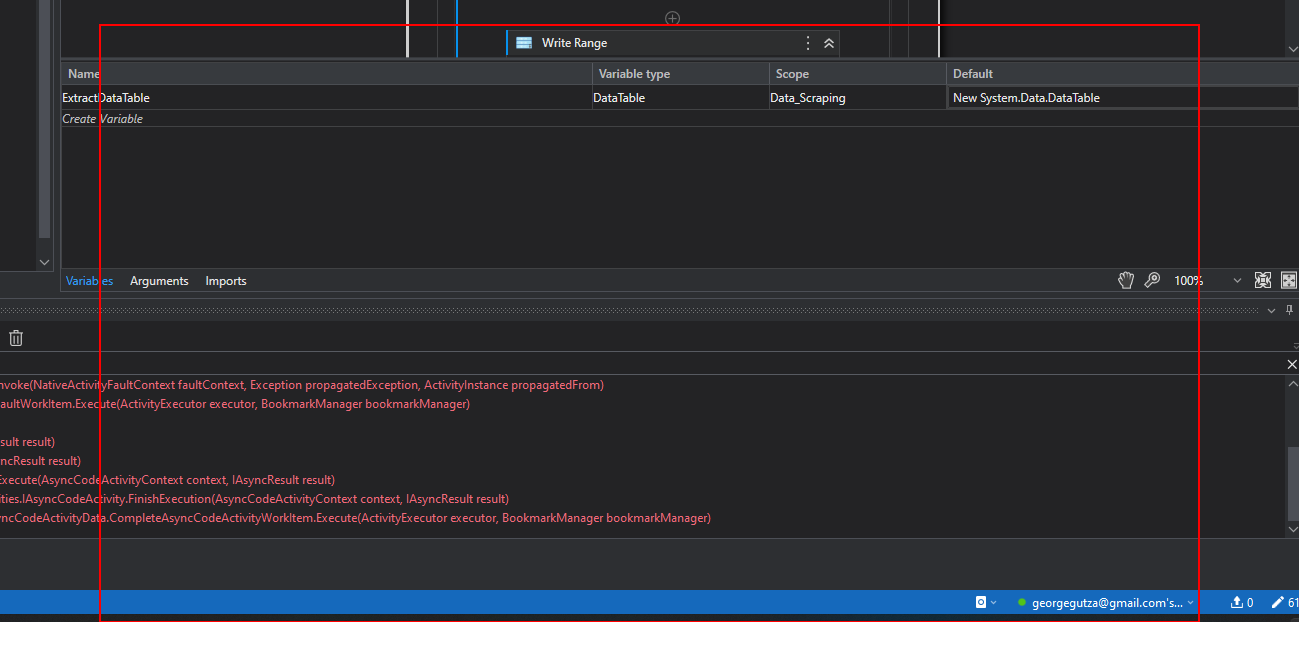 Write Range
Name Variable type Scope Default
ExtractDataTable DataTable Data_Scraping New System.Data.DataTable
Create Variable
Variables Arguments Imports 100%
nvoke(NativeActivityFaultContext faultContext, Exception propagatedException, ActivityInstance propagatedFrom)
aultWorkItem.Execute(ActivityExecutor executor, BookmarkManager bookmarkManager)
sult result)
ncResult result)
Execute(AsyncCodeActivityContext context, IAsyncResult result)
ities.IAsyncCodeActivity.FinishExecution(AsyncCodeActivityContext context, IAsyncResult result)
yncCodeActivityData.CompleteAsyncCodeActivityWorkItem.Execute(ActivityExecutor executor, BookmarkManager bookmarkManager)
georgegutza@gmail.com's... 0 61